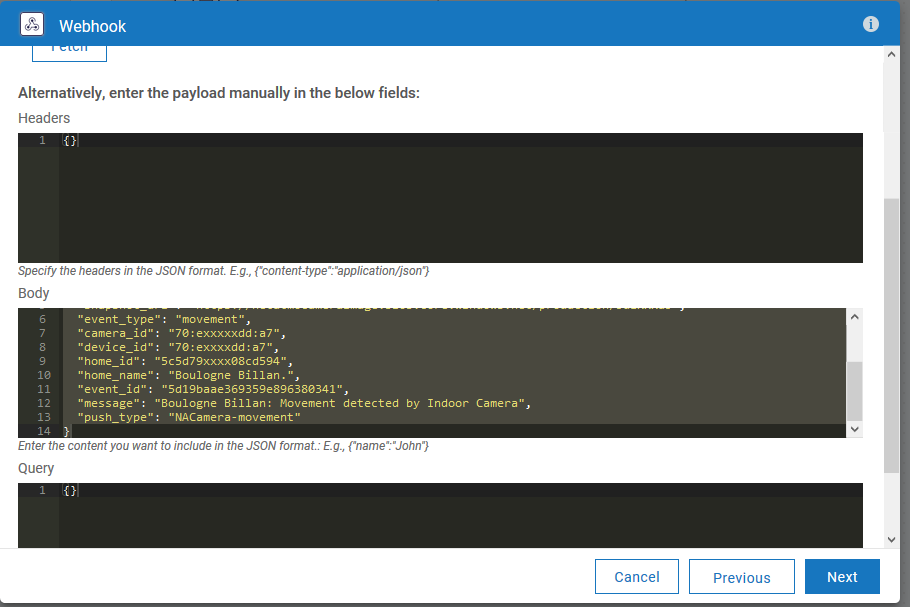 Webhook
Fetch
Alternatively, enter the payload manually in the below fields:
Headers
1 {}
Specify the headers in the JSON format. E.g., {"content-type":"application/json"}
Body
6 "event_type": "movement",
7 "camera_id": "70:exxxxxdd:a7",
8 "device_id": "70:exxxxdd:a7",
9 "home_id": "5c5d79xxxx08cd594",
10 "home_name": "Boulogne Billan.",
11 "event_id": "5d19baae369359e896380341",
12 "message": "Boulogne Billan: Movement detected by Indoor Camera",
13 "push_type": "NACamera-movement"
14 }
Enter the content you want to include in the JSON format.: E.g., {"name":"John"}
Query
1 {}
Cancel
Previous
Next